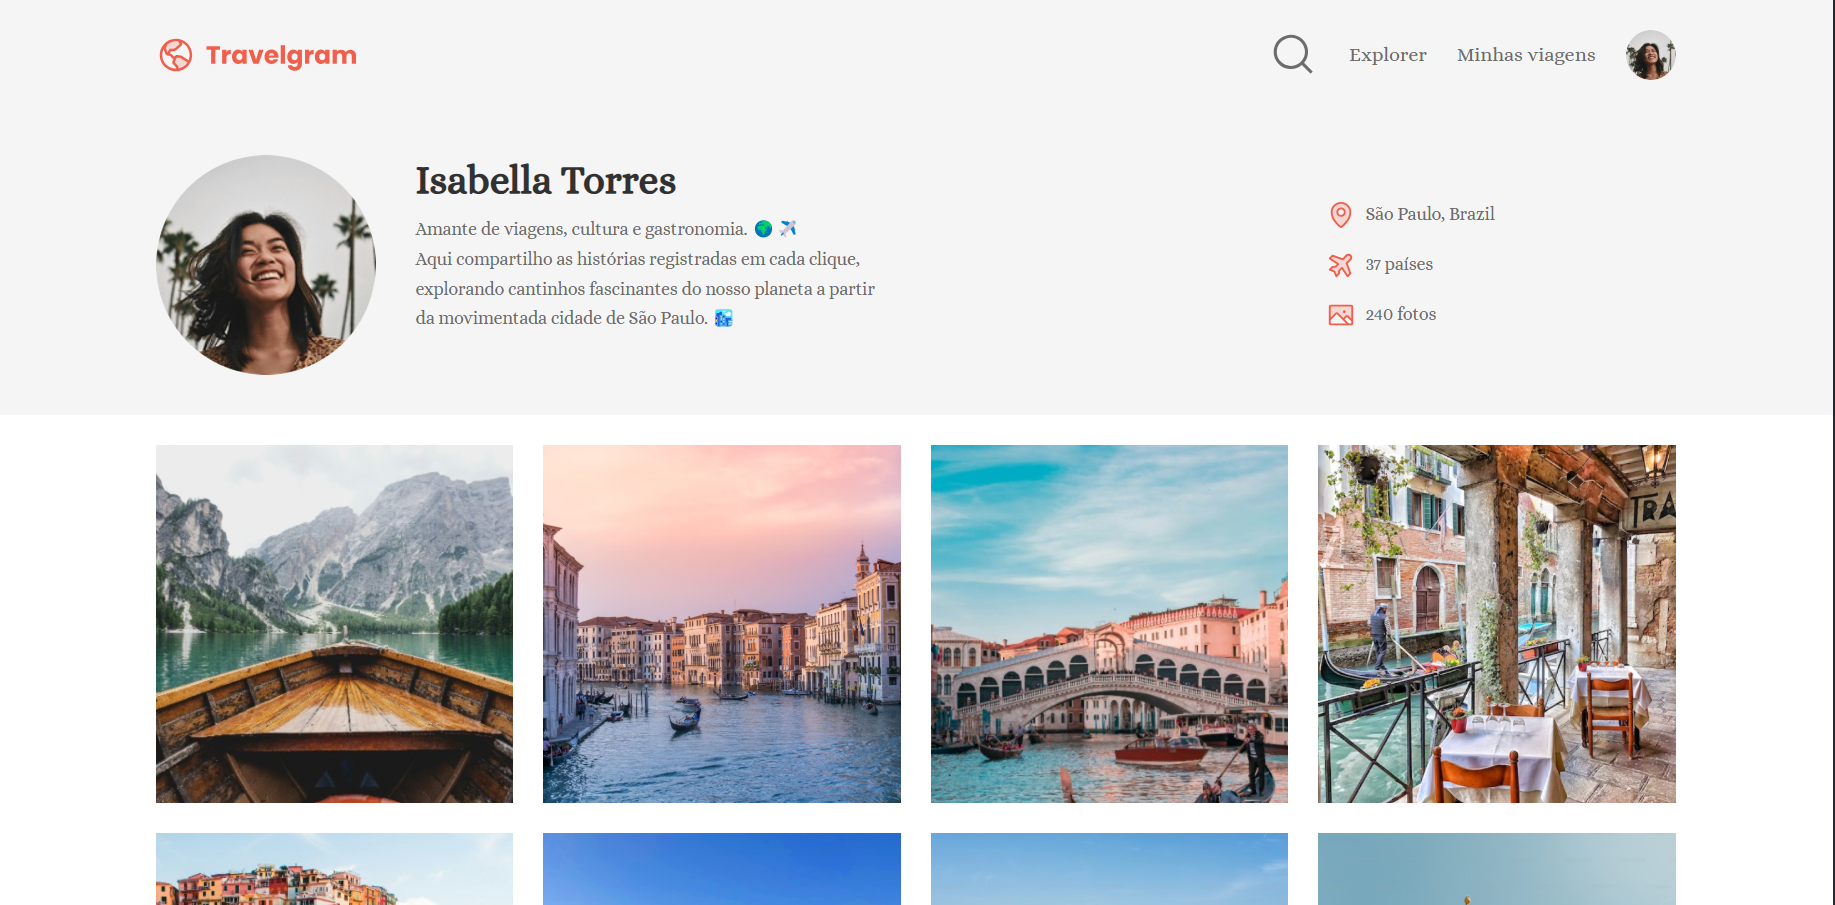 Travelgram
Explorer
Minhas viagens
Isabella Torres
Amante de viagens, cultura e gastronomia. 🌍 ✈️
Aqui compartilho as histórias registradas em cada clique,
explorando cantinhos fascinantes do nosso planeta a partir
da movimentada cidade de São Paulo.
São Paulo, Brazil
37 países
240 fotos
TRA